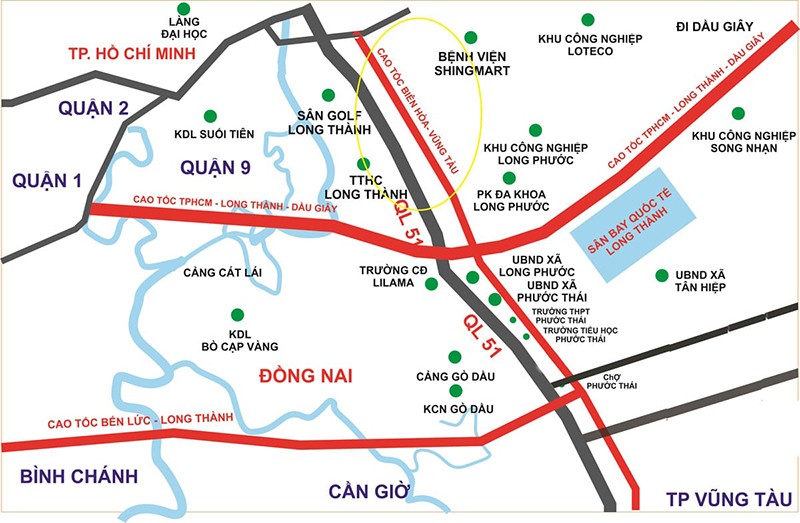 LÀNG
ĐẠI HỌC
ĐI DẦU GIÂY
KHU CÔNG NGHIỆP
LOTECO
TP. HỒ CHÍ MINH
BỆNH VIỆN
SHINGMART
CAO TỐC BIÊN HÒA- VŨNG TÀU
CAO TỐC TPHCM - LONG THÀNH - DẦU GIÂY
QUẬN 2
SÂN GOLF
LONG THÀNH
KDL SUỐI TIÊN
KHU CÔNG NGHIỆP
LONG PHƯỚC
KHU CÔNG NGHIỆP
SONG NHẠN
QUẬN 1
QUẬN 9
TTHC
LONG THÀNH
PK ĐA KHOA
LONG PHƯỚC
CAO TỐC TPHCM - LONG THÀNH - DẦU GIÂY
QL 51
SÂN BAY QUỐC TẾ
LONG THÀNH
CẢNG CÁT LÁI
TRƯỜNG CĐ
LILAMA
UBND XÃ
LONG PHƯỚC
UBND XÃ
PHƯỚC THÁI
UBND XÃ
TÂN HIỆP
TRƯỜNG THPT
PHƯỚC THÁI
TRƯỜNG TIỂU HỌC
PHƯỚC THÁI
QL 51
KDL
BÒ CẠP VÀNG
ĐỒNG NAI
CẢNG GÒ DẦU
KCN GÒ DẦU
Chợ
PHƯỚC THÁI
CAO TỐC BẾN LỨC - LONG THÀNH
BÌNH CHÁNH
CẦN GIỜ
TP VŨNG TÀU